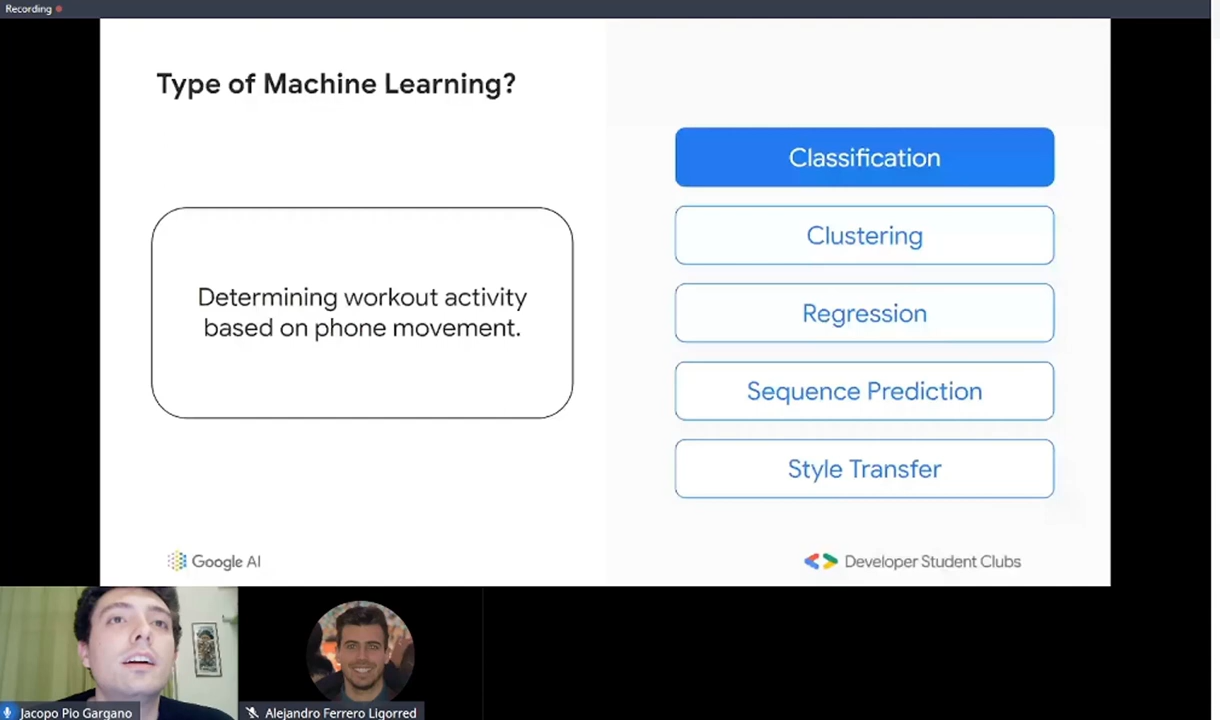 Recording
Type of Machine Learning?
Determining workout activity
based on phone movement.
Classification
Clustering
Regression
Sequence Prediction
Style Transfer
Google AI
Developer Student Clubs
Jacopo Pio Gargano
Alejandro Ferrero Ligorred